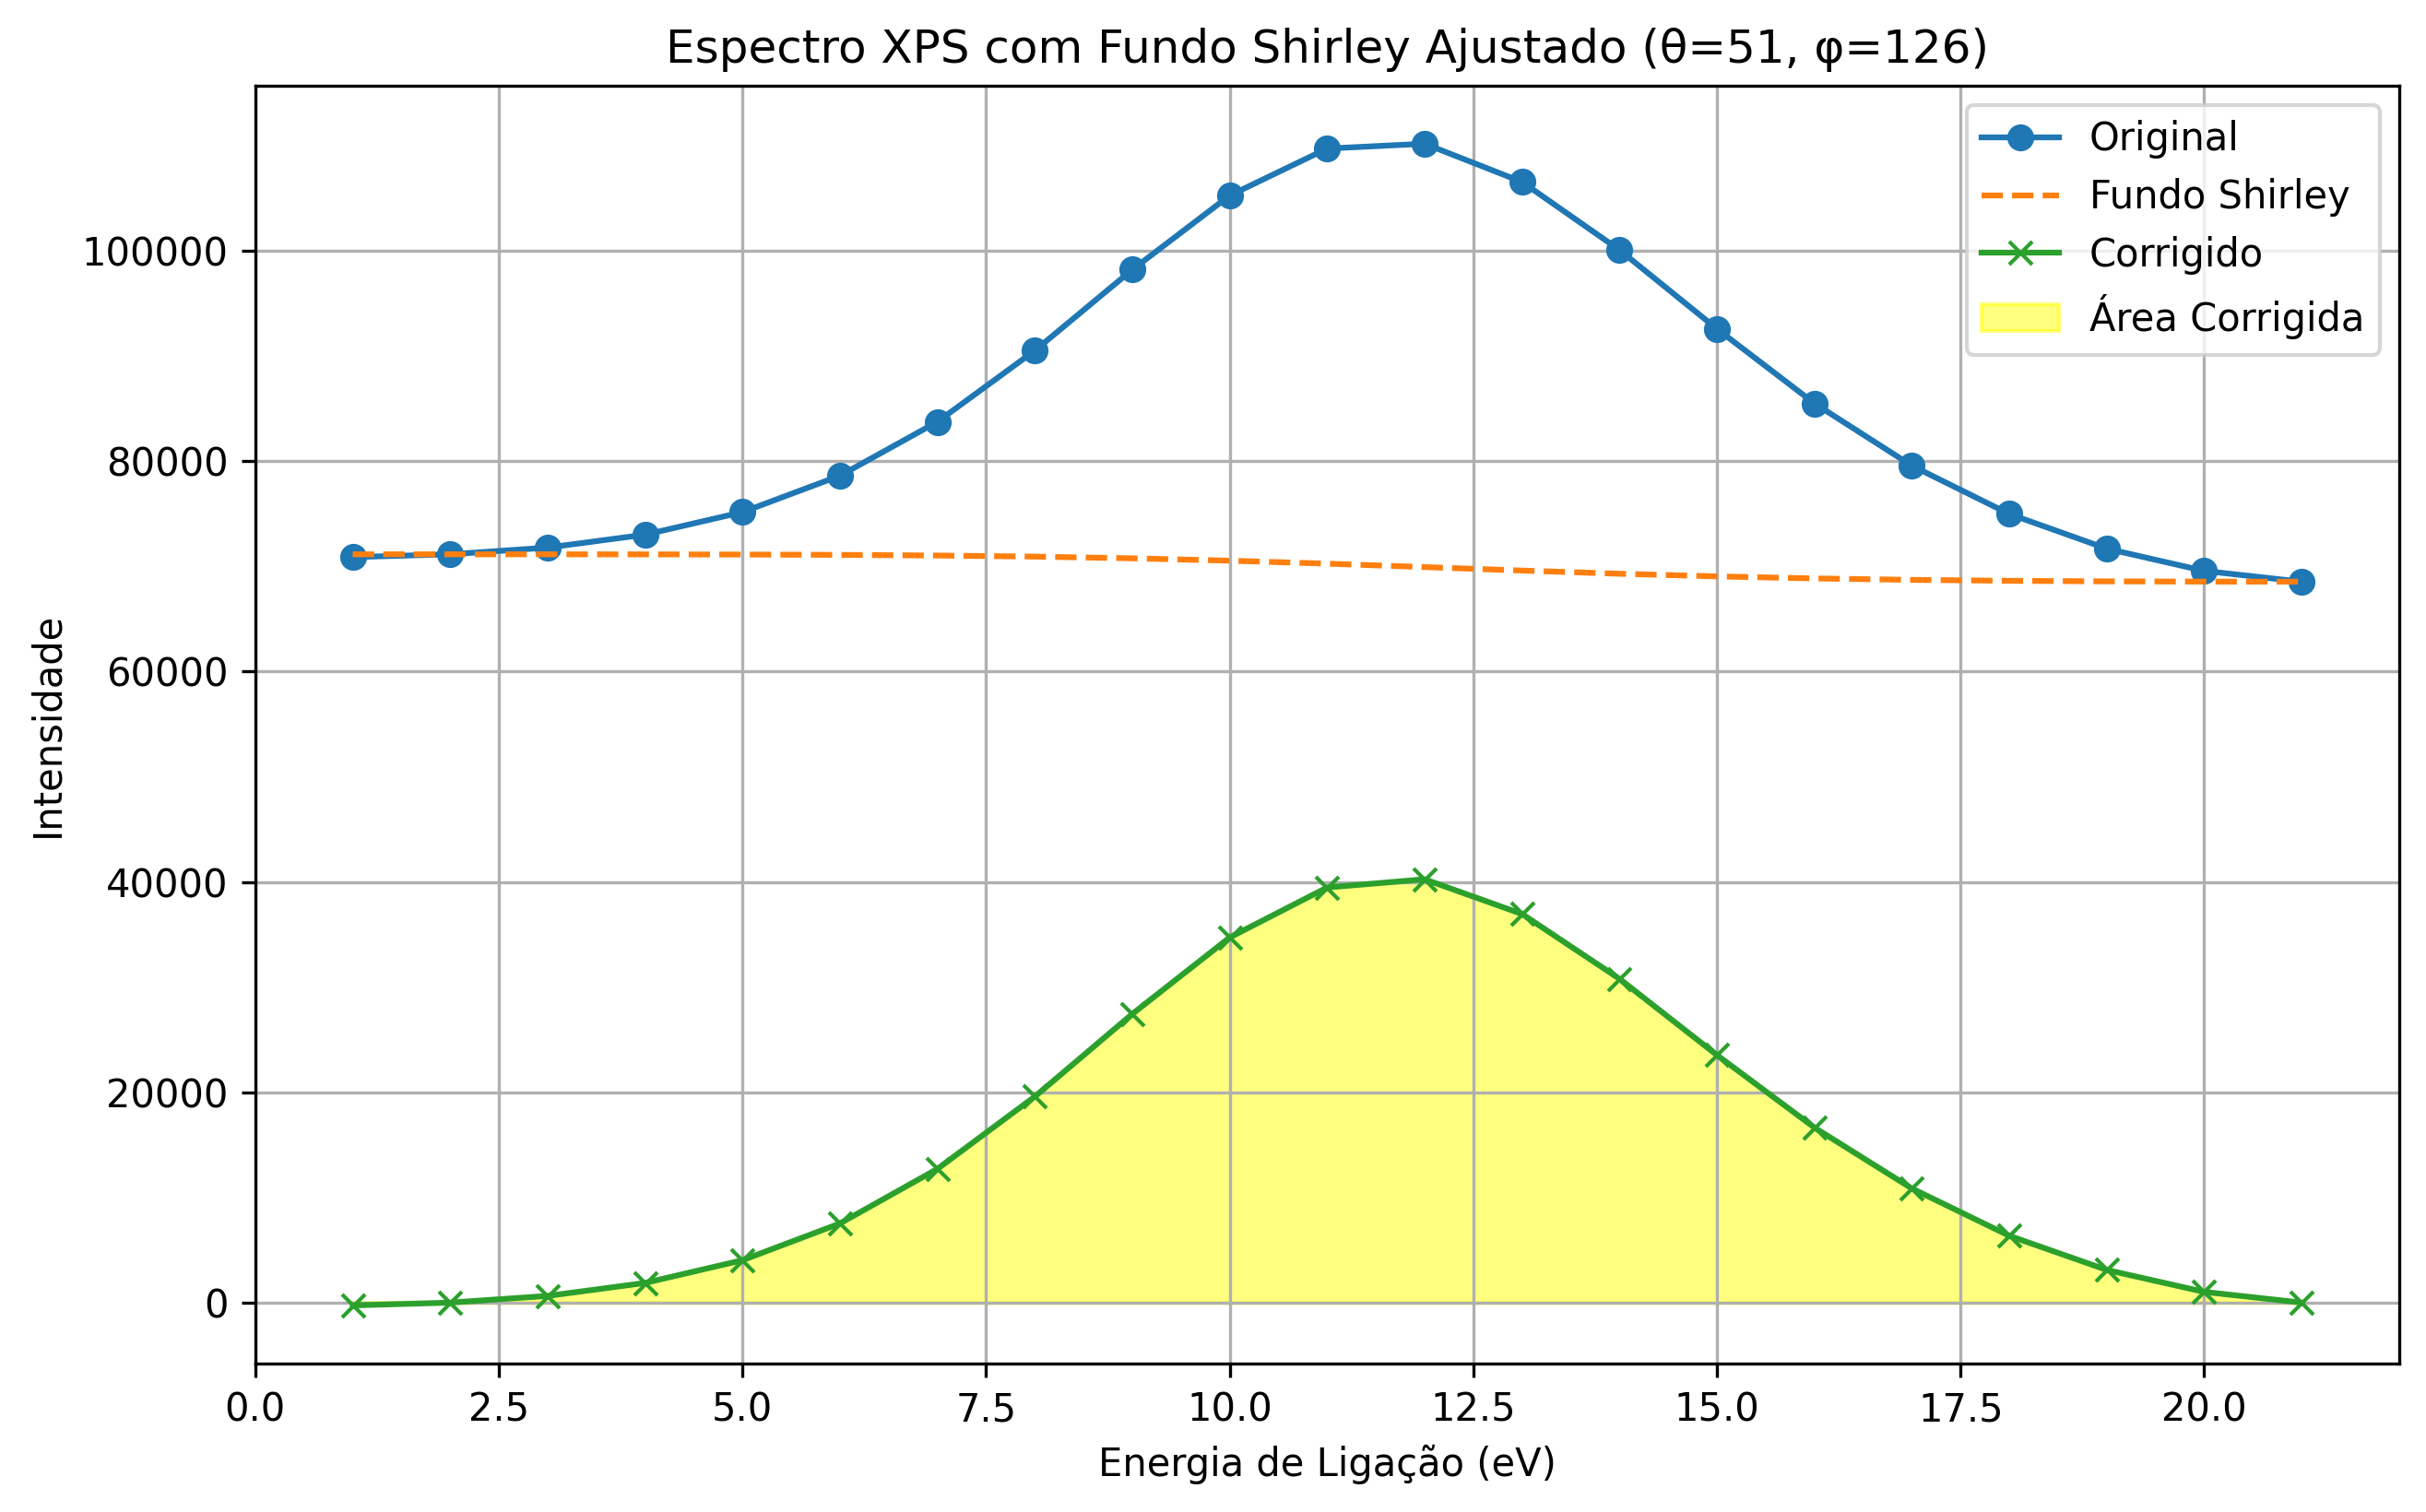 Espectro XPS com Fundo Shirley Ajustado (θ=51, φ=126)
Original
Fundo Shirley
Corrigido
Área Corrigida
Intensidade
100000
80000
60000
40000
20000
0
0.0 2.5 5.0 7.5 10.0 12.5 15.0 17.5 20.0
Energia de Ligação (eV)